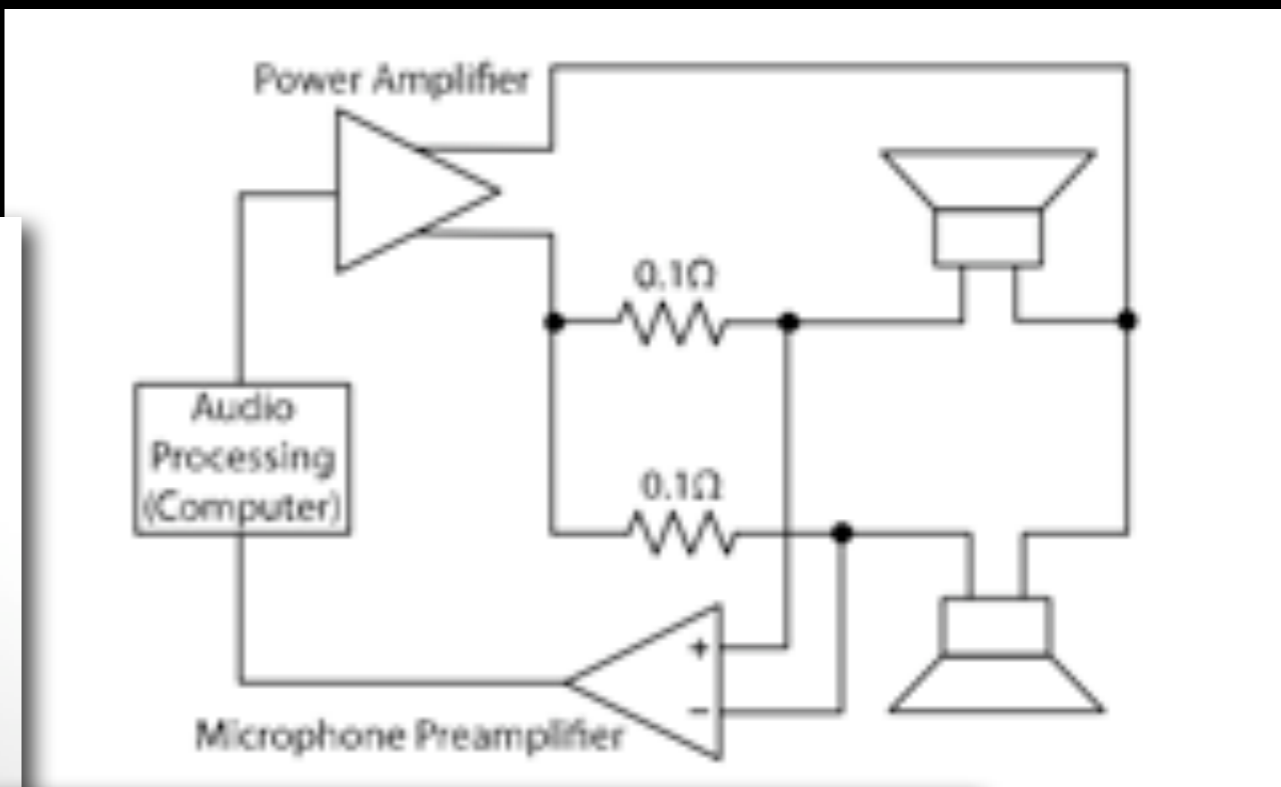 Power Amplifier
0.1Ω
Audio
Processing
(Computer)
0.1Ω
+
−
Microphone Preamplifier